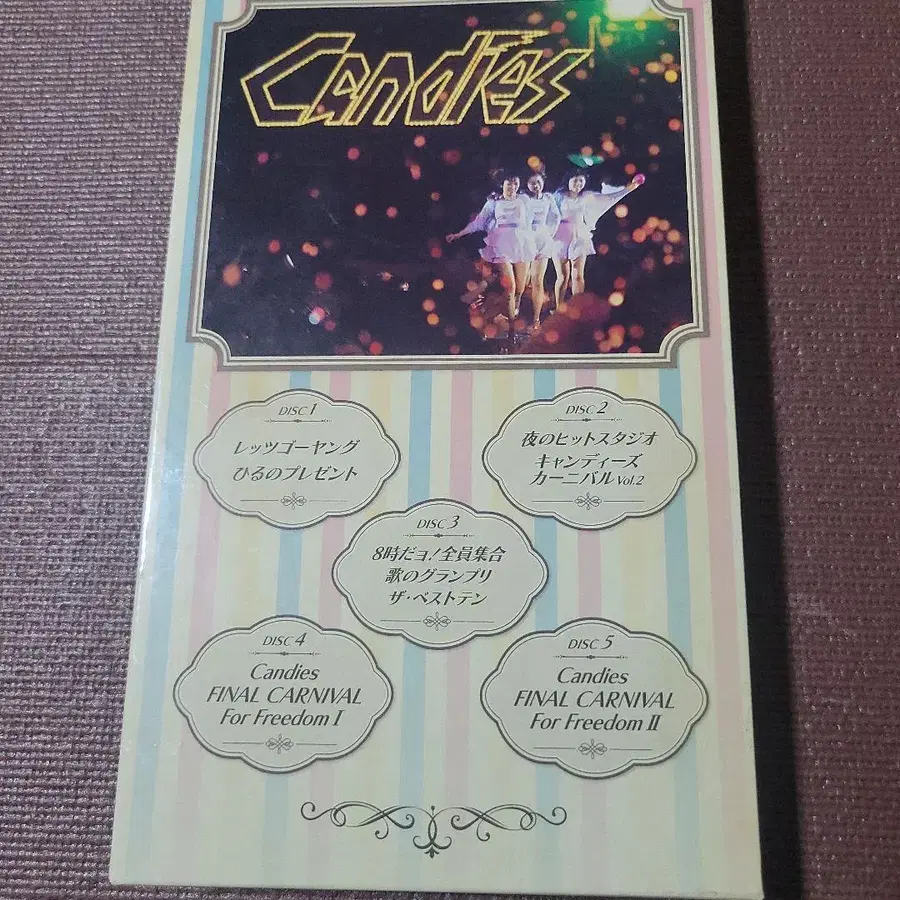 Candies
DISC 1
レッツゴーヤング
ひるのプレゼント
DISC 2
夜のヒットスタジオ
キャンディーズ
カーニバル Vol.2
DISC 3
8時だョ!全員集合
歌のグランプリ
ザ・ベストテン
DISC 4
Candies
FINAL CARNIVAL
For Freedom I
DISC 5
Candies
FINAL CARNIVAL
For Freedom II